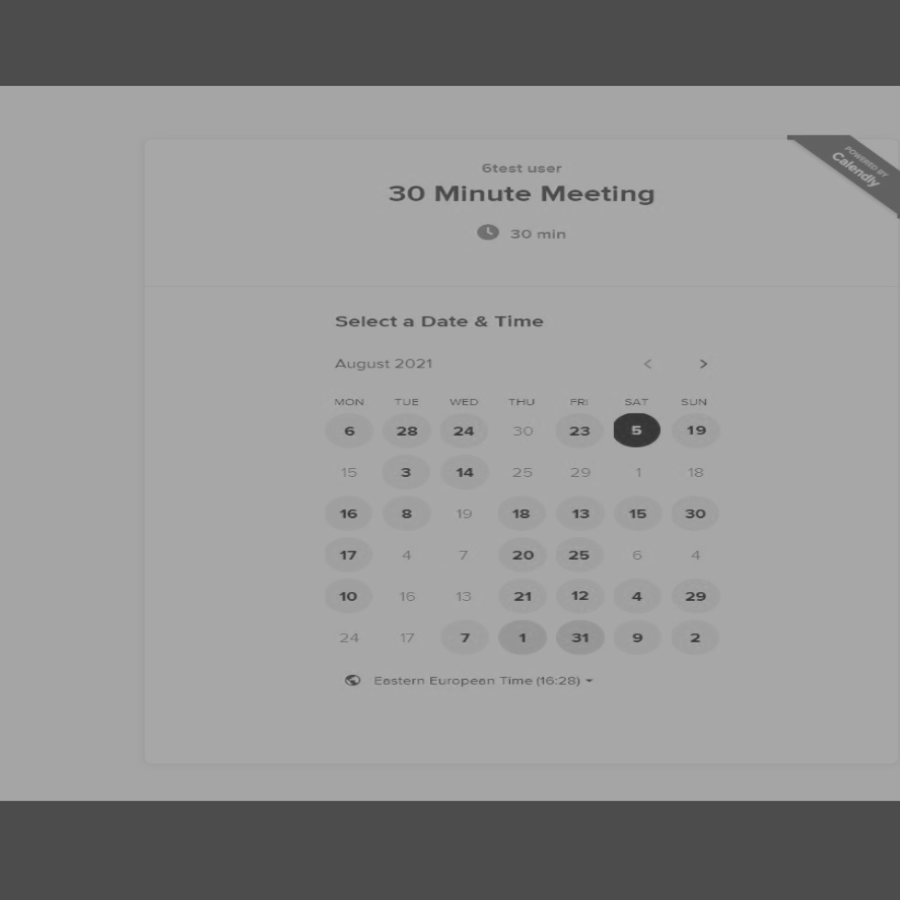 POWERED BY
Calendly
6test user
30 Minute Meeting
30 min
Select a Date & Time
August 2021
MON TUE WED THU FRI SAT SUN
6 28 24 30 23 5 19
15 3 14 25 29 1 18
16 8 19 18 13 15 30
17 4 7 20 25 6 4
10 16 13 21 12 4 29
24 17 7 1 31 9 2
Eastern European Time (16:28)